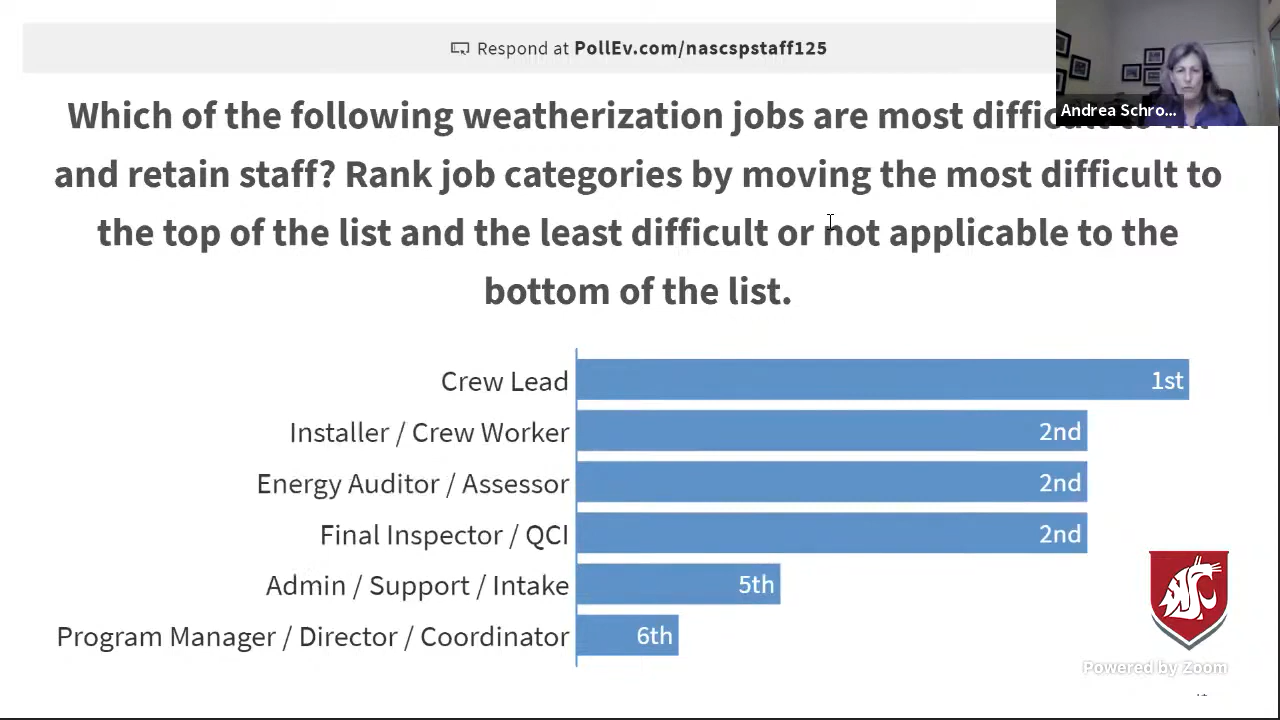 Respond at PollEv.com/nascspstaff125
Andrea Schro...
Which of the following weatherization jobs are most difficult to
and retain staff? Rank job categories by moving the most difficult to
the top of the list and the least difficult or not applicable to the
bottom of the list.
Crew Lead 1st
Installer / Crew Worker 2nd
Energy Auditor / Assessor 2nd
Final Inspector / QCI 2nd
Admin / Support / Intake 5th
Program Manager / Director / Coordinator 6th
Powered by Zoom